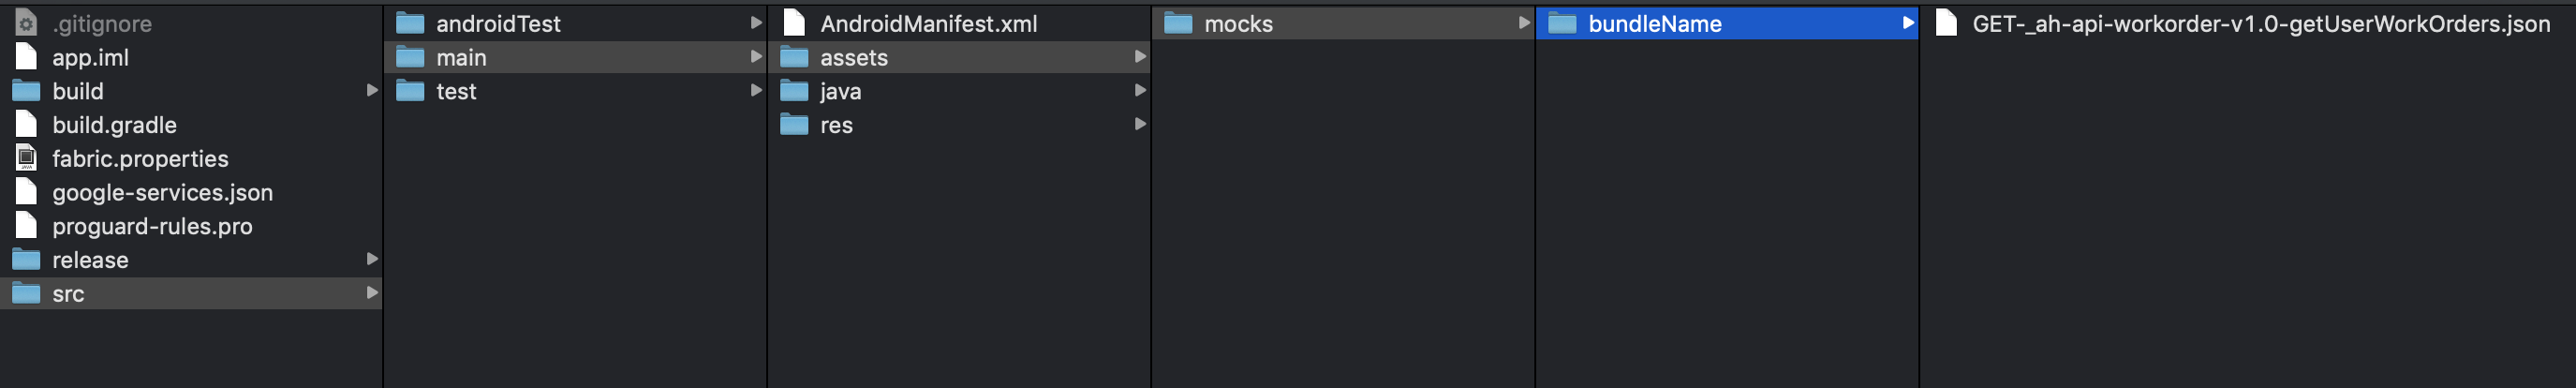 .gitignore
app.iml
build
build.gradle
fabric.properties
google-services.json
proguard-rules.pro
release
src
androidTest
main
test
AndroidManifest.xml
assets
java
res
mocks
bundleName
GET-_ah-api-workorder-v1.0-getUserWorkOrders.json